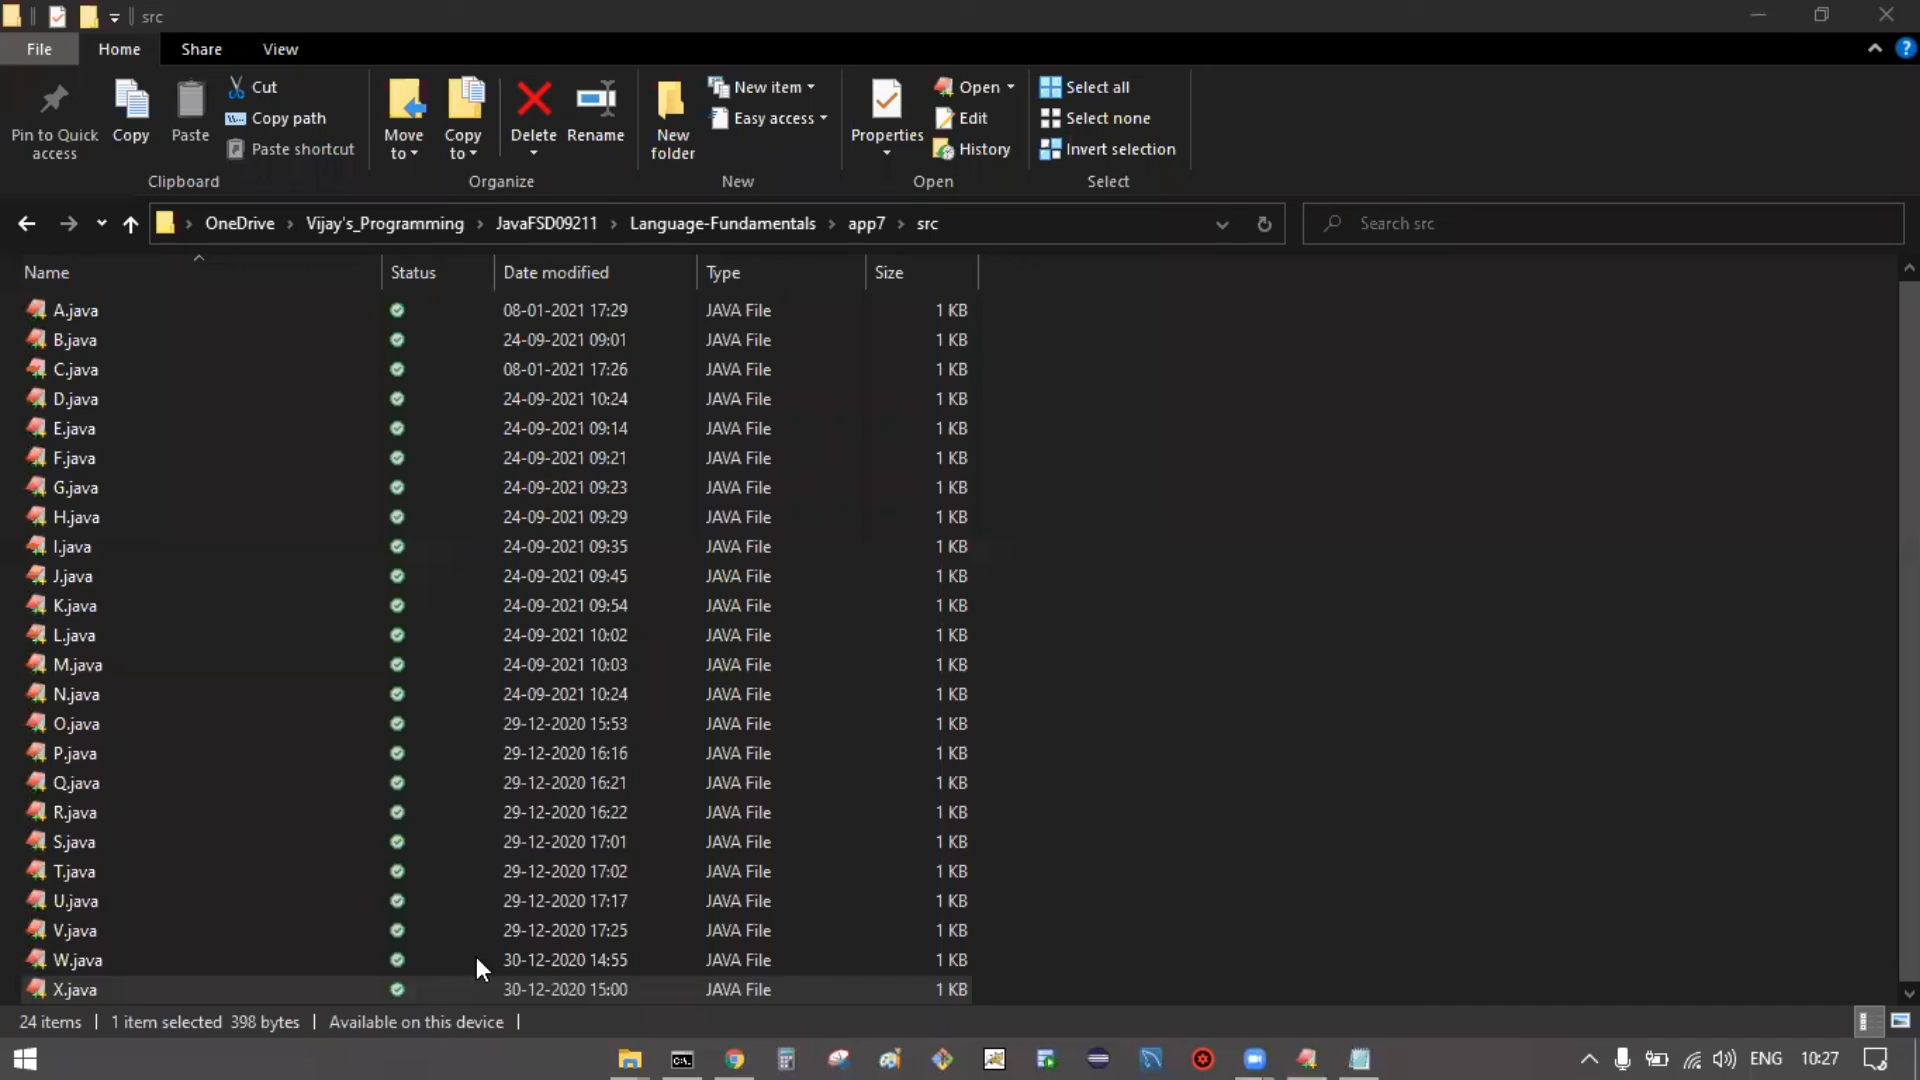 src
File Home Share View
Pin to Quick access
Copy
Paste
Cut
Copy path
Paste shortcut
Clipboard
Move to
Copy to
Delete
Rename
Organize
New folder
New item
Easy access
New
Properties
Open
Edit
History
Open
Select all
Select none
Invert selection
Select
OneDrive › Vijay's_Programming › JavaFSD09211 › Language-Fundamentals › app7 › src
Search src
Name Status Date modified Type Size
A.java 08-01-2021 17:29 JAVA File 1 KB
B.java 24-09-2021 09:01 JAVA File 1 KB
C.java 08-01-2021 17:26 JAVA File 1 KB
D.java 24-09-2021 10:24 JAVA File 1 KB
E.java 24-09-2021 09:14 JAVA File 1 KB
F.java 24-09-2021 09:21 JAVA File 1 KB
G.java 24-09-2021 09:23 JAVA File 1 KB
H.java 24-09-2021 09:29 JAVA File 1 KB
I.java 24-09-2021 09:35 JAVA File 1 KB
J.java 24-09-2021 09:45 JAVA File 1 KB
K.java 24-09-2021 09:54 JAVA File 1 KB
L.java 24-09-2021 10:02 JAVA File 1 KB
M.java 24-09-2021 10:03 JAVA File 1 KB
N.java 24-09-2021 10:24 JAVA File 1 KB
O.java 29-12-2020 15:53 JAVA File 1 KB
P.java 29-12-2020 16:16 JAVA File 1 KB
Q.java 29-12-2020 16:21 JAVA File 1 KB
R.java 29-12-2020 16:22 JAVA File 1 KB
S.java 29-12-2020 17:01 JAVA File 1 KB
T.java 29-12-2020 17:02 JAVA File 1 KB
U.java 29-12-2020 17:17 JAVA File 1 KB
V.java 29-12-2020 17:25 JAVA File 1 KB
W.java 30-12-2020 14:55 JAVA File 1 KB
X.java 30-12-2020 15:00 JAVA File 1 KB
24 items 1 item selected 398 bytes Available on this device
ENG 10:27